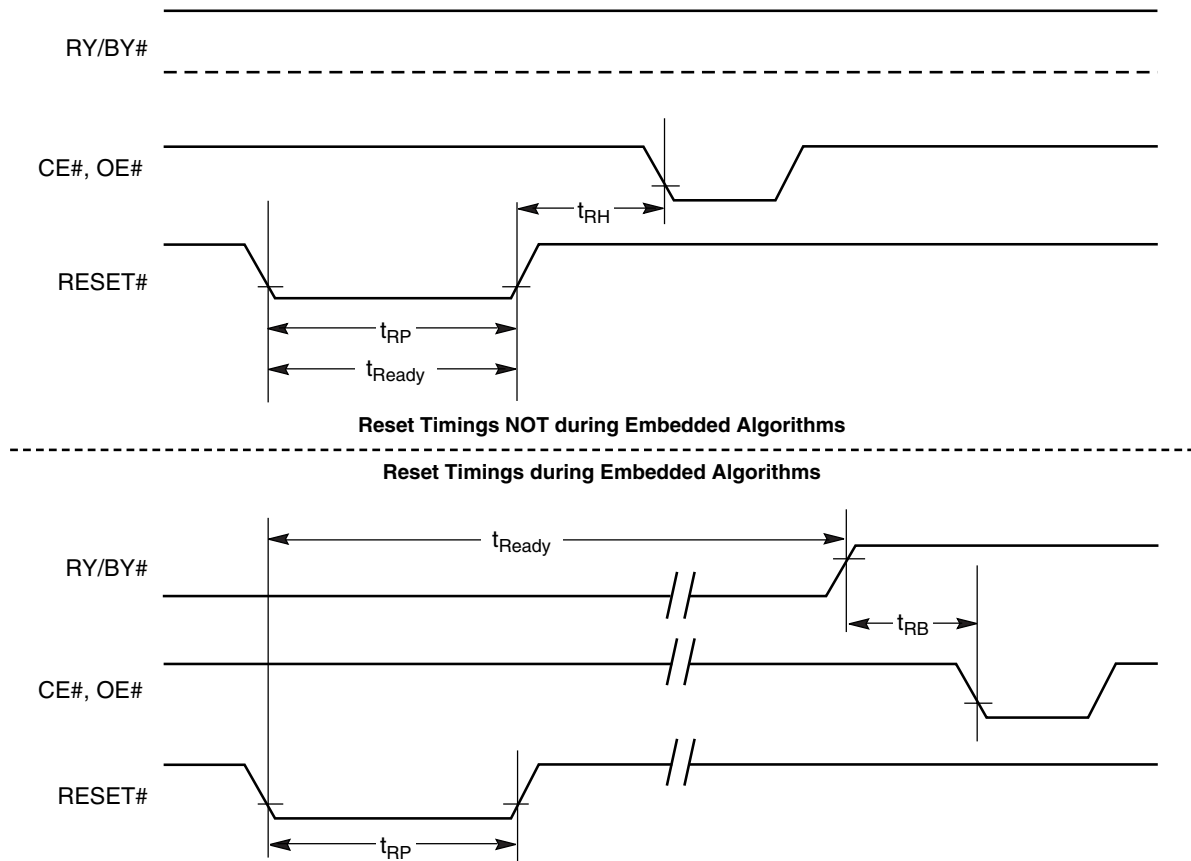 RY/BY#
CE#, OE#
tRH
RESET#
tRP
tReady
Reset Timings NOT during Embedded Algorithms
Reset Timings during Embedded Algorithms
tReady
RY/BY#
tRB
CE#, OE#
RESET#
tRP